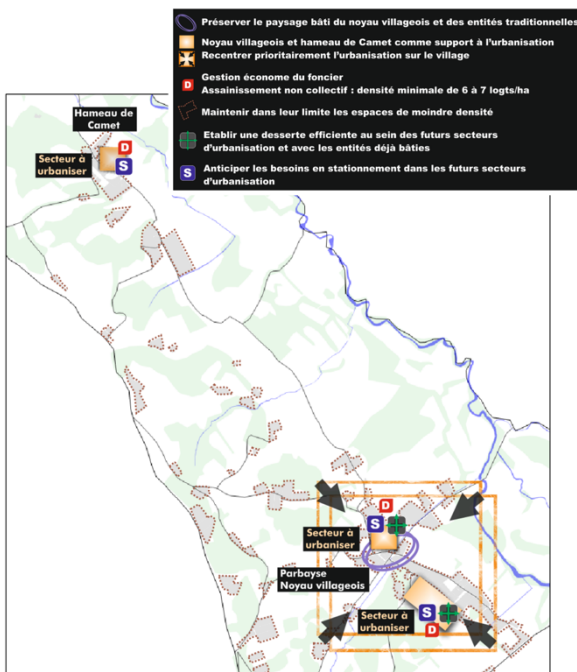 Préserver le paysage bâti du noyau villageois et des entités traditionnelles
Noyau villageois et hameau de Camet comme support à l'urbanisation
Recentrer prioritairement l'urbanisation sur le village
D
Gestion économe du foncier
Assainissement non collectif : densité minimale de 6 à 7 logts/ha
Maintenir dans leur limite les espaces de moindre densité
Etablir une desserte efficiente au sein des futurs secteurs
d'urbanisation et avec les entités déjà bâties
S
Anticiper les besoins en stationnement dans les futurs secteurs
d'urbanisation
Hameau de
Camet
D
Secteur à
urbaniser
S
D
S
Secteur à
urbaniser
Parbayse
Noyau villageois
S
Secteur à
urbaniser
D